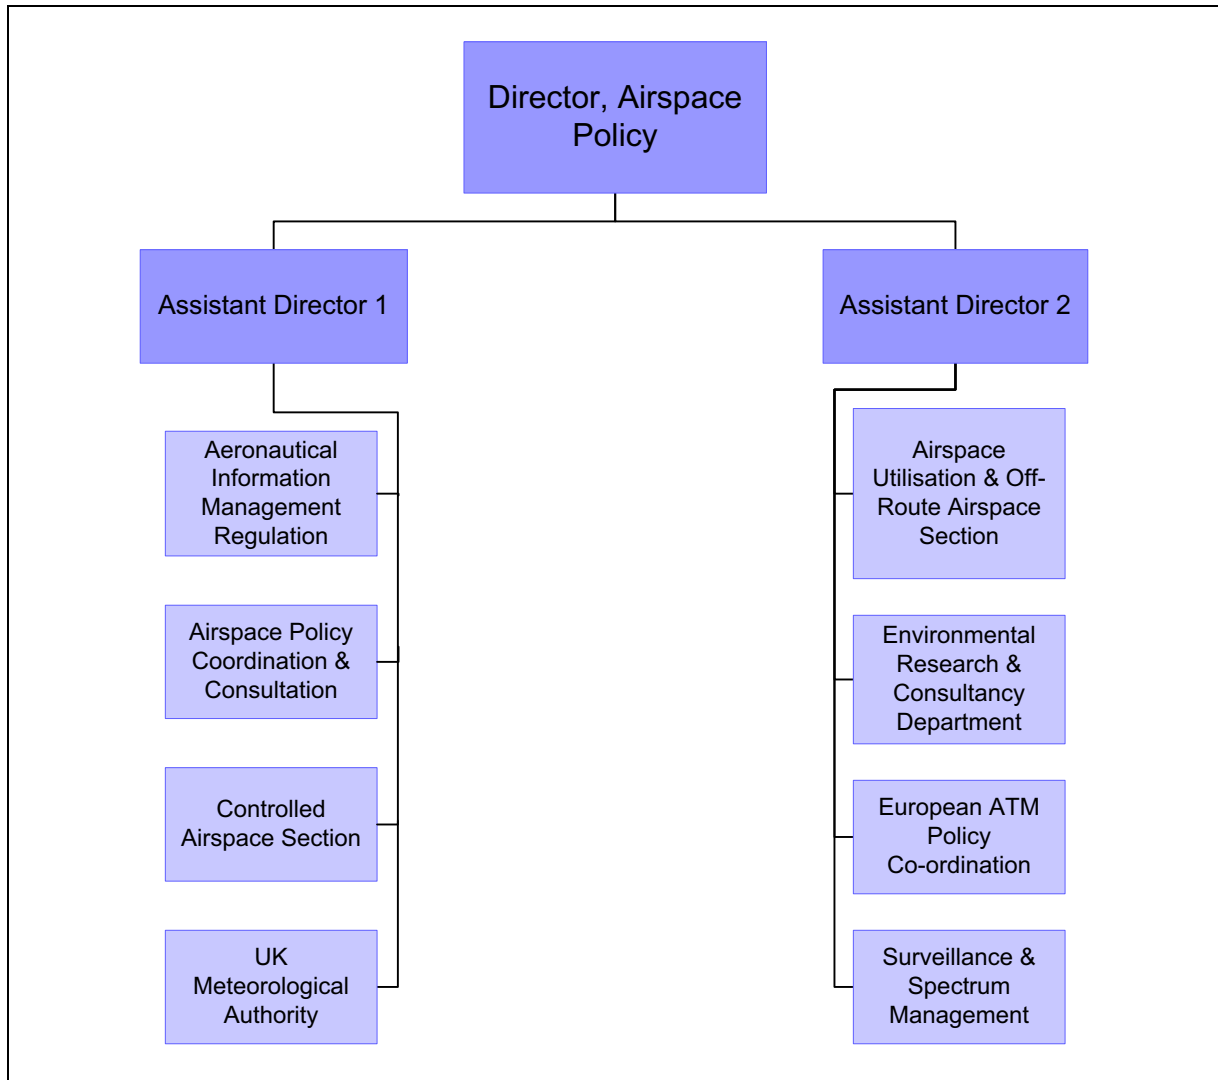 Director, Airspace
Policy
Assistant Director 1
Assistant Director 2
Aeronautical
Information
Management
Regulation
Airspace Policy
Coordination &
Consultation
Controlled
Airspace Section
UK
Meteorological
Authority
Airspace
Utilisation & Off-
Route Airspace
Section
Environmental
Research &
Consultancy
Department
European ATM
Policy
Co-ordination
Surveillance &
Spectrum
Management